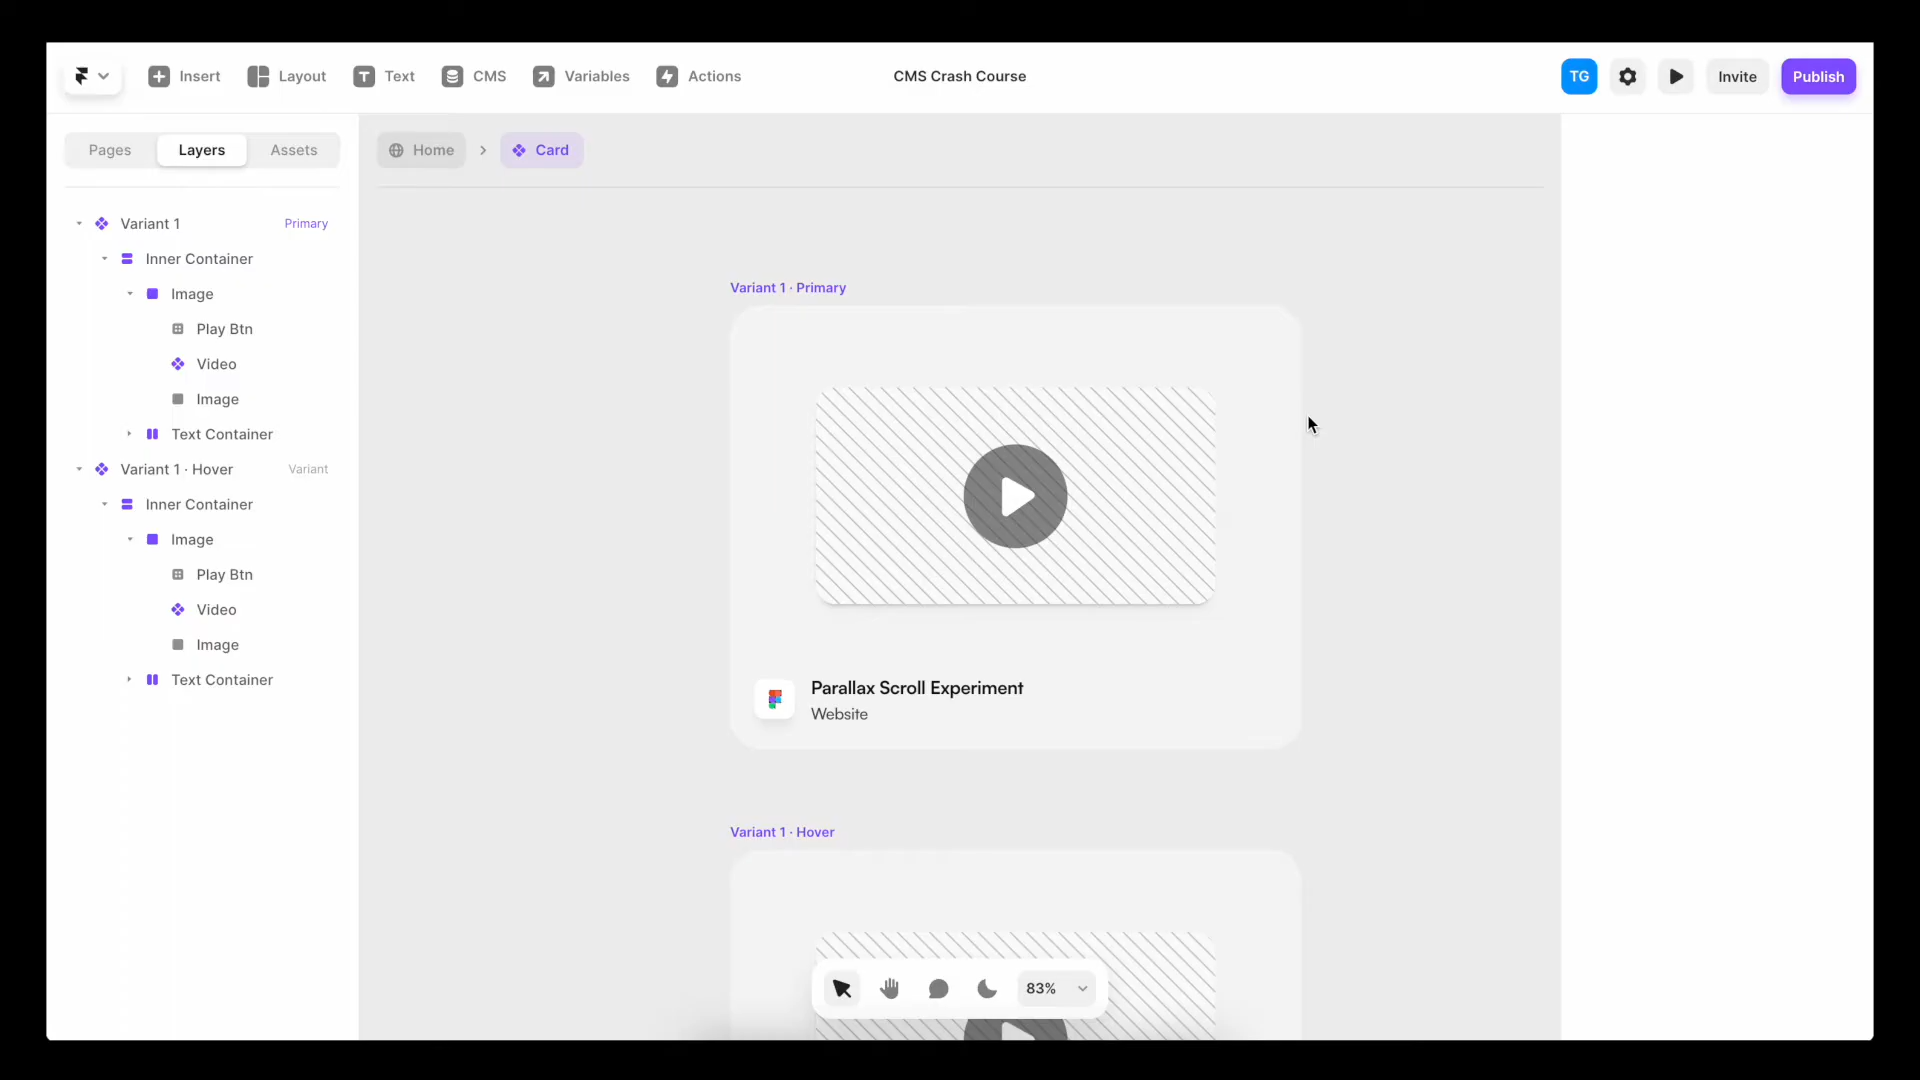 Insert
Layout
Text
CMS
Variables
Actions
CMS Crash Course
TG
Invite
Publish
Pages
Layers
Assets
Home
Card
Variant 1
Primary
Inner Container
Image
Play Btn
Video
Image
Text Container
Variant 1 · Hover
Variant
Inner Container
Image
Play Btn
Video
Image
Text Container
Variant 1 · Primary
Parallax Scroll Experiment
Website
Variant 1 · Hover
83%